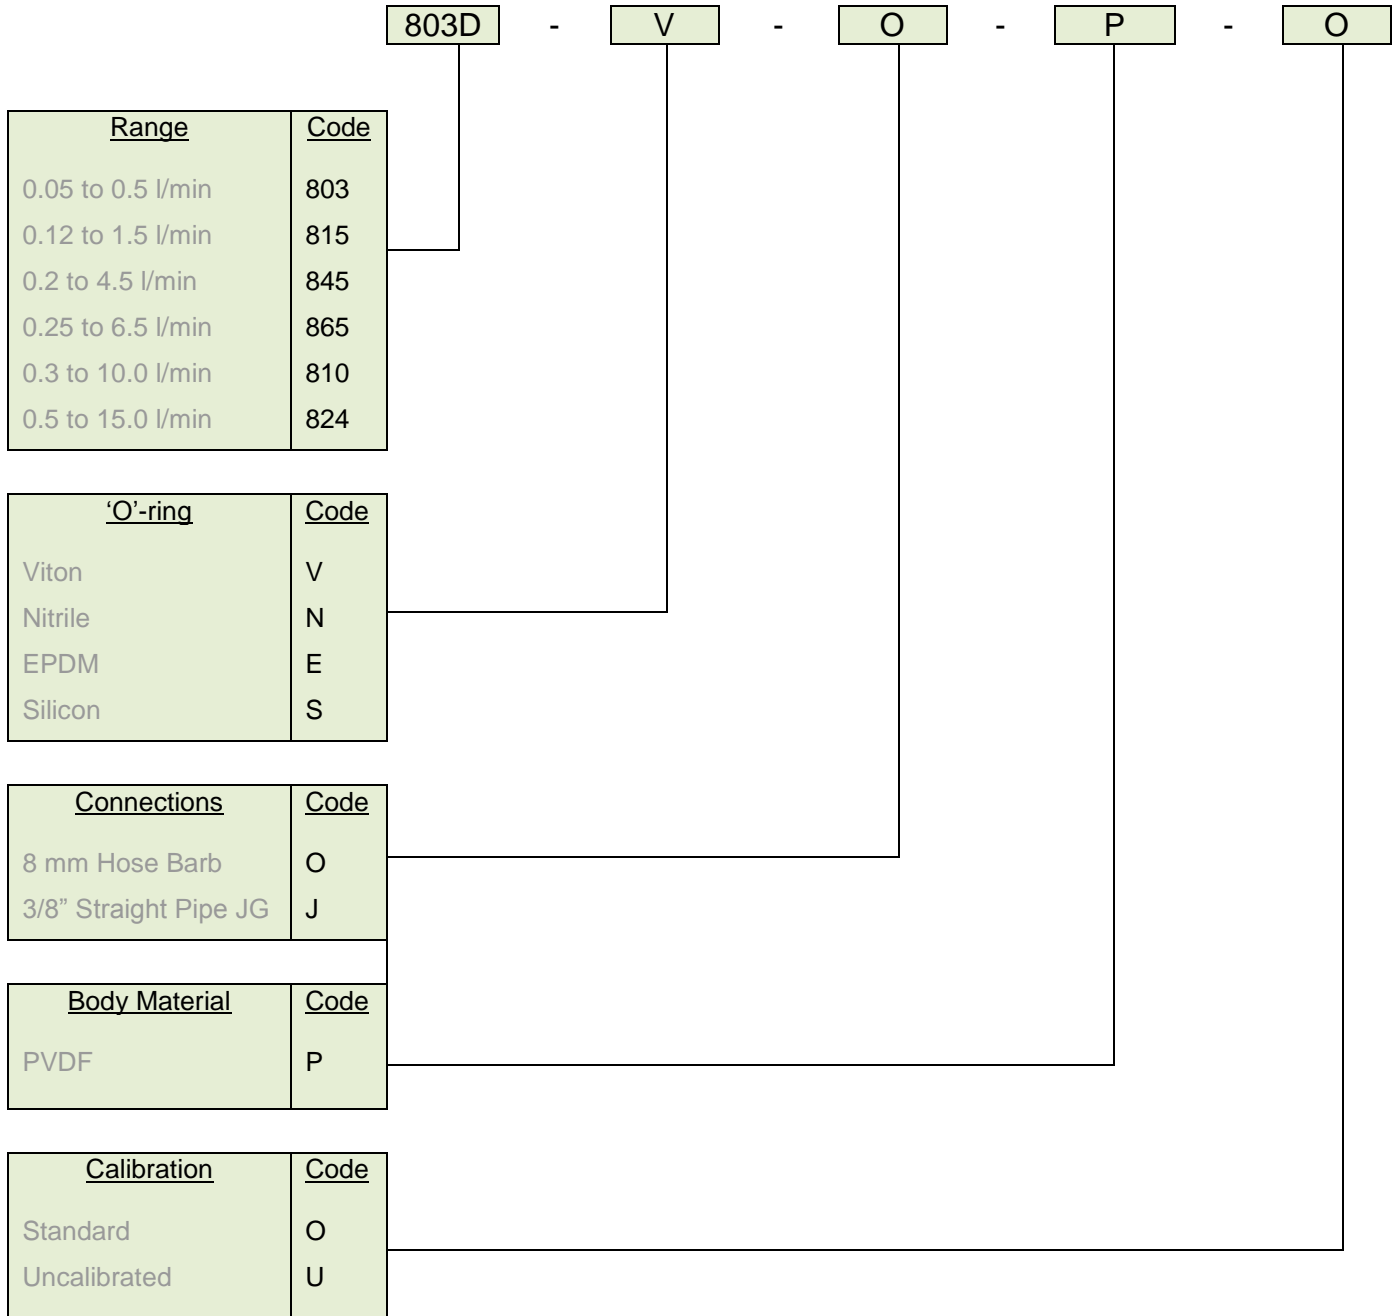 803D - V - O - P - O
Range Code
0.05 to 0.5 l/min 803
0.12 to 1.5 l/min 815
0.2 to 4.5 l/min 845
0.25 to 6.5 l/min 865
0.3 to 10.0 l/min 810
0.5 to 15.0 l/min 824
‘O’-ring Code
Viton V
Nitrile N
EPDM E
Silicon S
Connections Code
8 mm Hose Barb O
3/8” Straight Pipe JG J
Body Material Code
PVDF P
Calibration Code
Standard O
Uncalibrated U